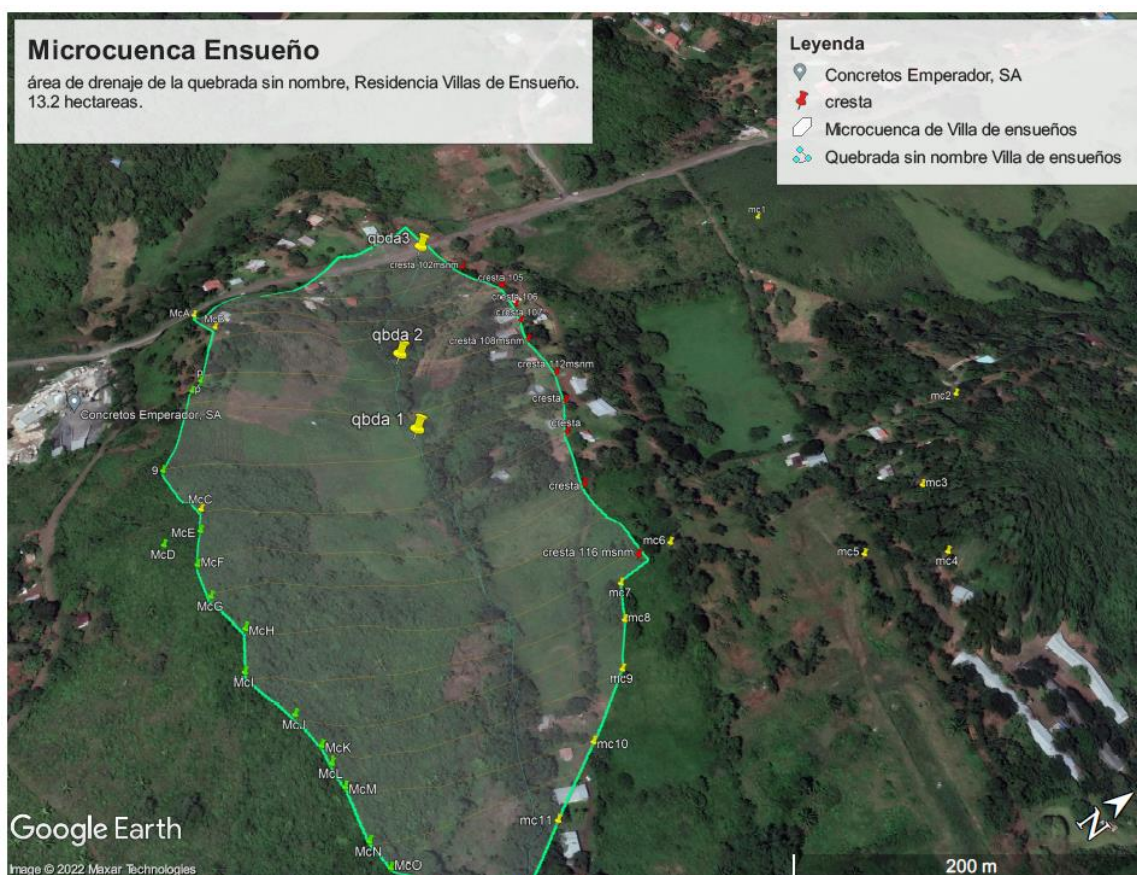 Microcuenca Ensueño
área de drenaje de la quebrada sin nombre, Residencia Villas de Ensueño.
13.2 hectareas.
Leyenda
Concretos Emperador, SA
cresta
Microcuenca de Villa de ensueños
Quebrada sin nombre Villa de ensueños
mc1
qbda3
cresta 102msnm
cresta 105
cresta 106
cresta 107
McA
McB
qbda 2
cresta 108msnm
cresta 112msnm
P
P
mc2
cresta
Concretos Emperador, SA
qbda 1
cresta
9
cresta
mc3
McC
McE
McD
mc6
cresta 116 msnm
mc5
mc4
McF
mc7
McG
mc8
McH
McI
mc9
McJ
mc10
McK
McL
McM
mc11
McN
McO
Google Earth
N
Image © 2022 Maxar Technologies
200 m